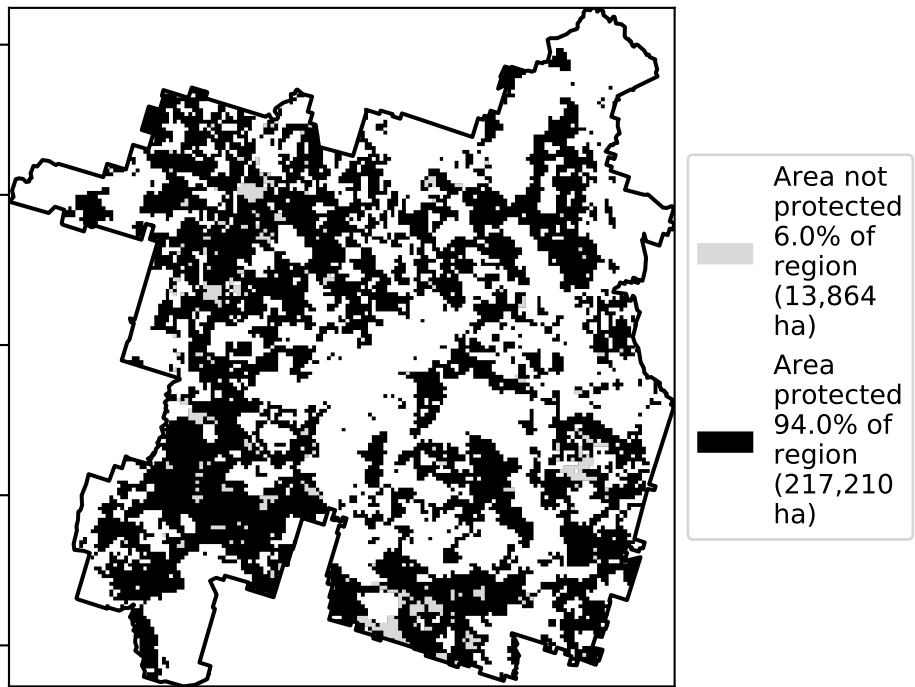 Area not
protected
6.0% of
region
(13,864
ha)
Area
protected
94.0% of
region
(217,210
ha)